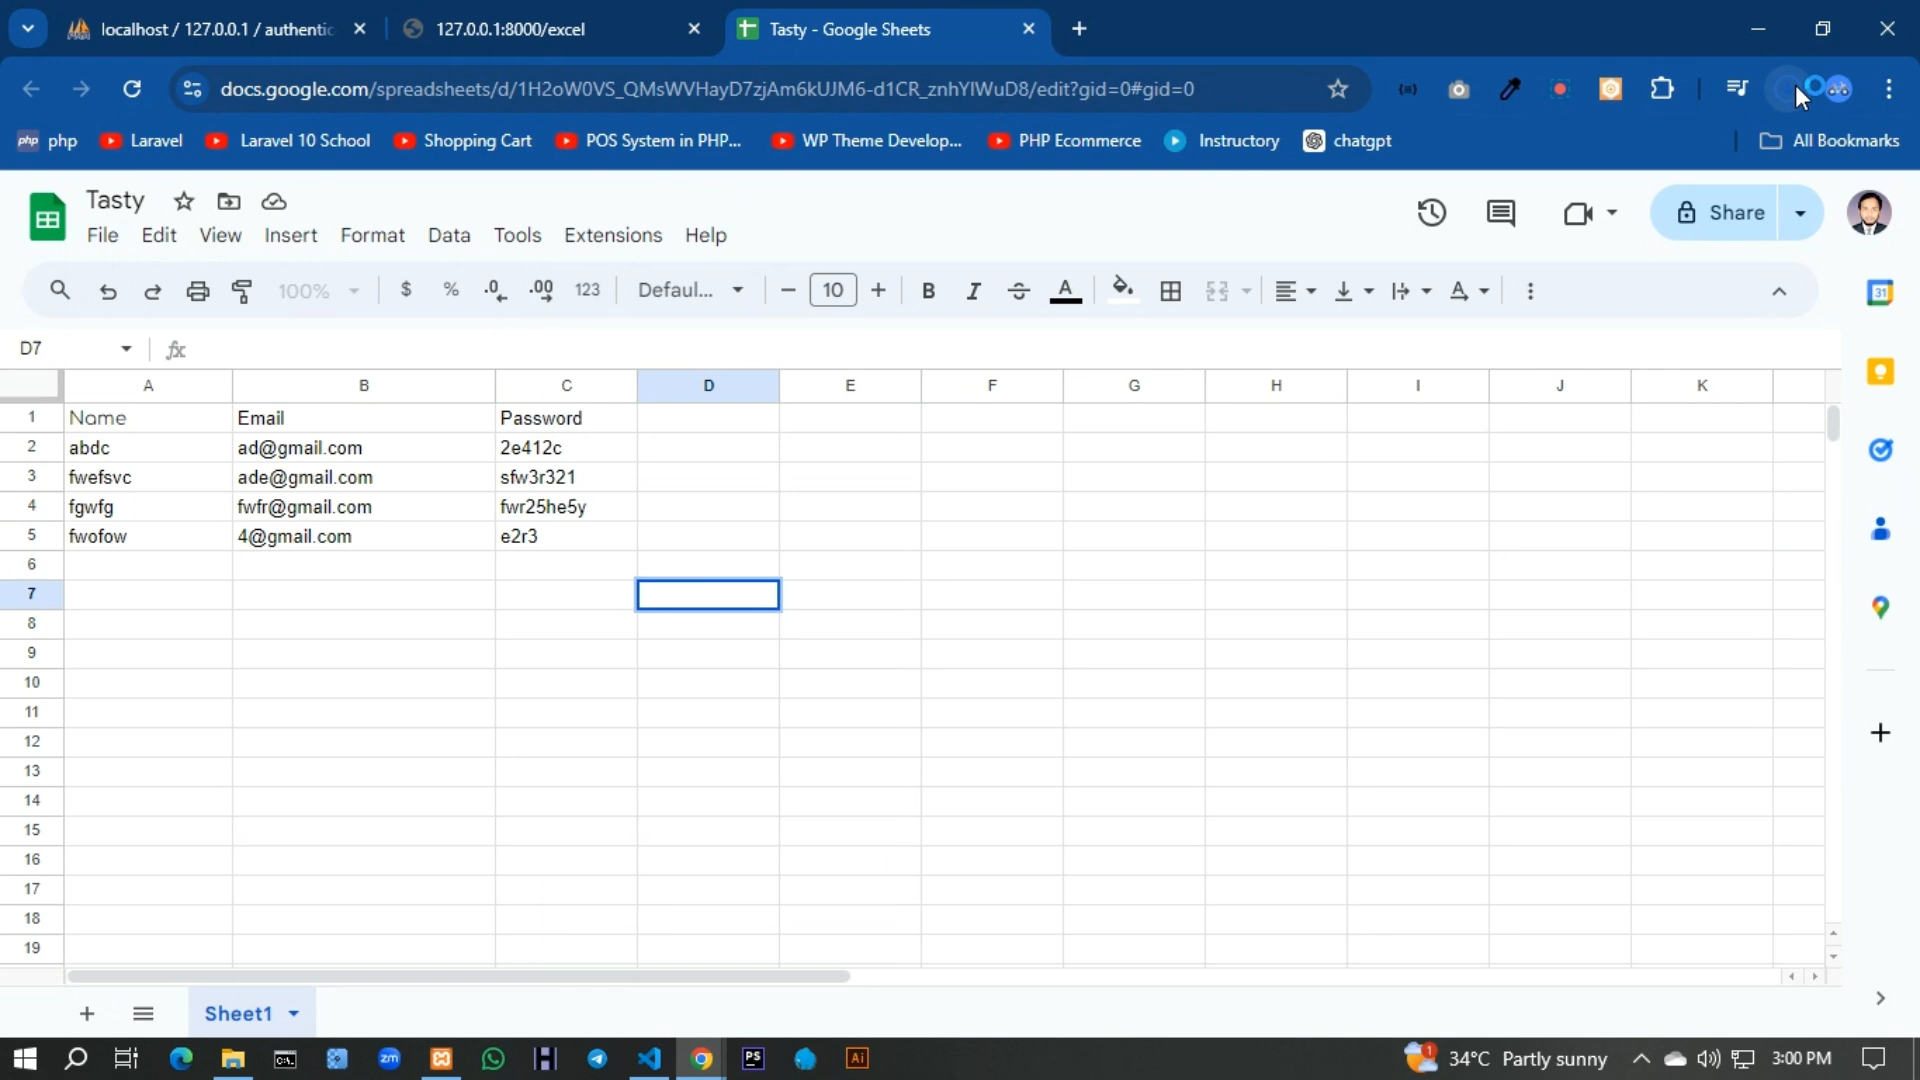 localhost / 127.0.0.1 / authentic
127.0.0.1:8000/excel
Tasty - Google Sheets
docs.google.com/spreadsheets/d/1H2oW0VS_QMsWVHayD7zjAm6kUJM6-d1CR_znhYIWuD8/edit?gid=0#gid=0
php php Laravel Laravel 10 School Shopping Cart POS System in PHP... WP Theme Develop... PHP Ecommerce Instructory chatgpt All Bookmarks
Tasty
Share
File Edit View Insert Format Data Tools Extensions Help
100% $ % .0 .00 123 Defaul... 10 B I S A A 31
D7 fx
A B C D E F G H I J K
1 Name Email Password
2 abdc ad@gmail.com 2e412c
3 fwefsvc ade@gmail.com sfw3r321
4 fgwfg fwfr@gmail.com fwr25he5y
5 fwofow 4@gmail.com e2r3
6
7
8
9
10
11
12
13
14
15
16
17
18
19
Sheet1
C:\ zm H PS Ai 1 34°C Partly sunny 3:00 PM